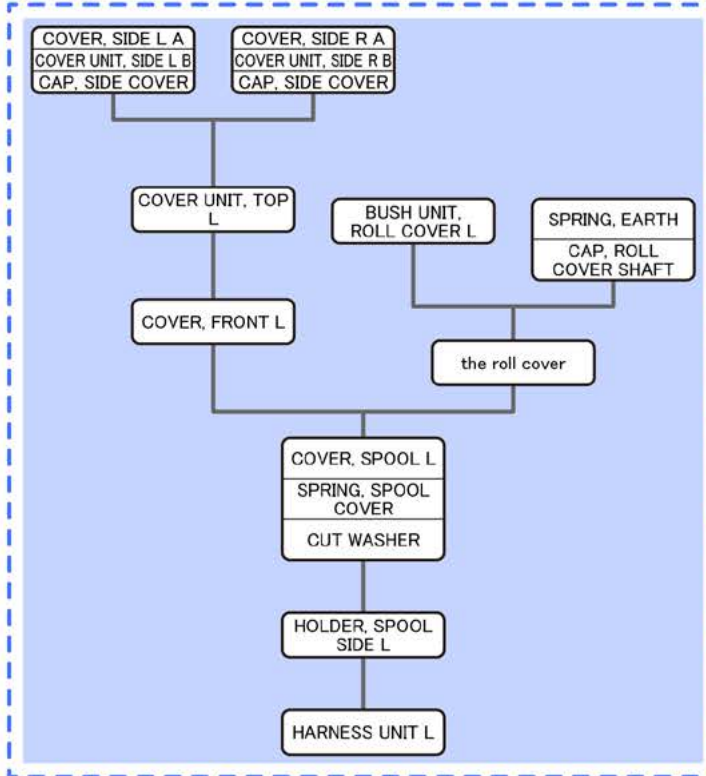 COVER, SIDE L A
COVER UNIT, SIDE L B
CAP, SIDE COVER
COVER, SIDE R A
COVER UNIT, SIDE R B
CAP, SIDE COVER
COVER UNIT, TOP
L
BUSH UNIT,
ROLL COVER L
SPRING, EARTH
CAP, ROLL
COVER SHAFT
COVER, FRONT L
the roll cover
COVER, SPOOL L
SPRING, SPOOL
COVER
CUT WASHER
HOLDER, SPOOL
SIDE L
HARNESS UNIT L